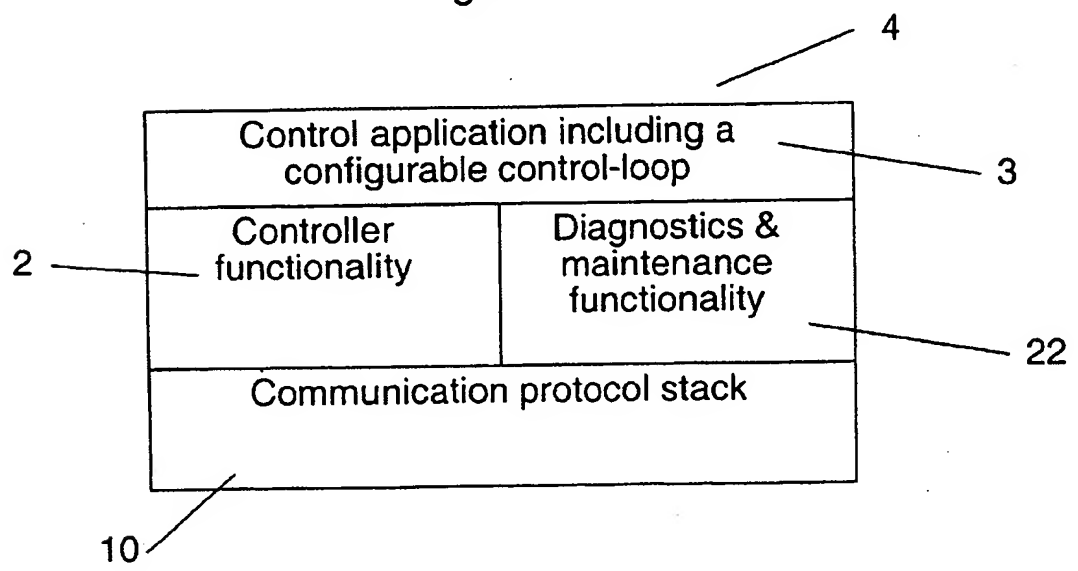 4
Control application including a
configurable control-loop
3
Controller
functionality
2
Diagnostics &
maintenance
functionality
22
Communication protocol stack
10